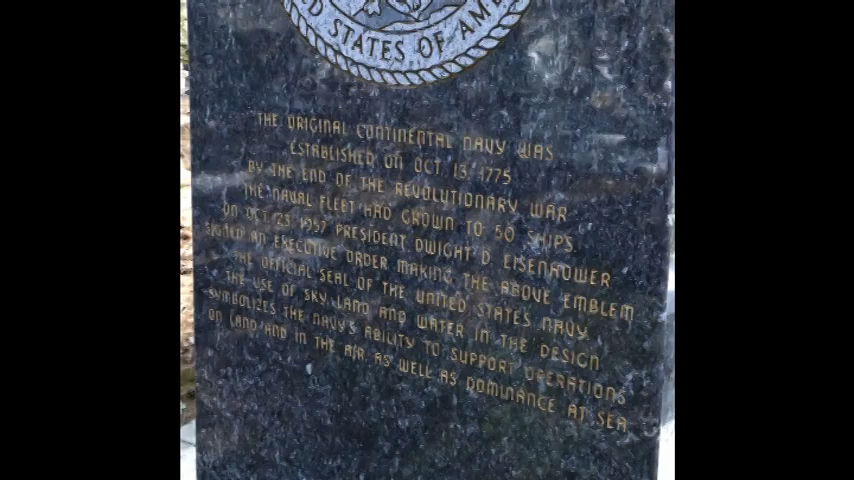 D STATES OF AMER
THE ORIGINAL CONTINENTAL NAVY WAS
ESTABLISHED ON OCT. 13, 1775
BY THE END OF THE REVOLUTIONARY WAR
THE NAVAL FLEET HAD GROWN TO 50 SHIPS.
ON OCT. 23, 1957 PRESIDENT DWIGHT D. EISENHOWER
SIGNED AN EXECUTIVE ORDER MAKING THE ABOVE EMBLEM
THE OFFICIAL SEAL OF THE UNITED STATES NAVY.
THE USE OF SKY, LAND AND WATER IN THE DESIGN
SYMBOLIZES THE NAVY'S ABILITY TO SUPPORT OPERATIONS
ON LAND AND IN THE AIR, AS WELL AS DOMINANCE AT SEA